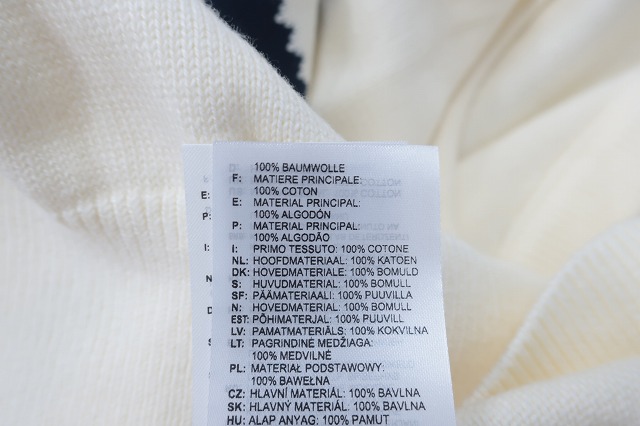 100% BAUMWOLLE
F: MATIERE PRINCIPALE:
100% COTON
E: MATERIAL PRINCIPAL:
100% ALGODÓN
P: MATERIAL PRINCIPAL:
100% ALGODÃO
I: PRIMO TESSUTO: 100% COTONE
NL: HOOFDMATERIAAL: 100% KATOEN
DK: HOVEDMATERIALE: 100% BOMULD
S: HUVUDMATERIAL: 100% BOMULL
SF: PÄÄMATERIAALI: 100% PUUVILLA
N: HOVEDMATERIAL: 100% BOMULL
EST: PÕHIMATERJAL: 100% PUUVILL
LV: PAMATMATERIĀLS: 100% KOKVILNA
LT: PAGRINDINĖ MEDŽIAGA:
100% MEDVILNĖ
PL: MATERIAŁ PODSTAWOWY:
100% BAWEŁNA
CZ: HLAVNÍ MATERIÁL: 100% BAVLNA
SK: HLAVNÝ MATERIÁL: 100% BAVLNA
HU: ALAP ANYAG: 100% PAMUT
E:
P:
I:
N
D
S